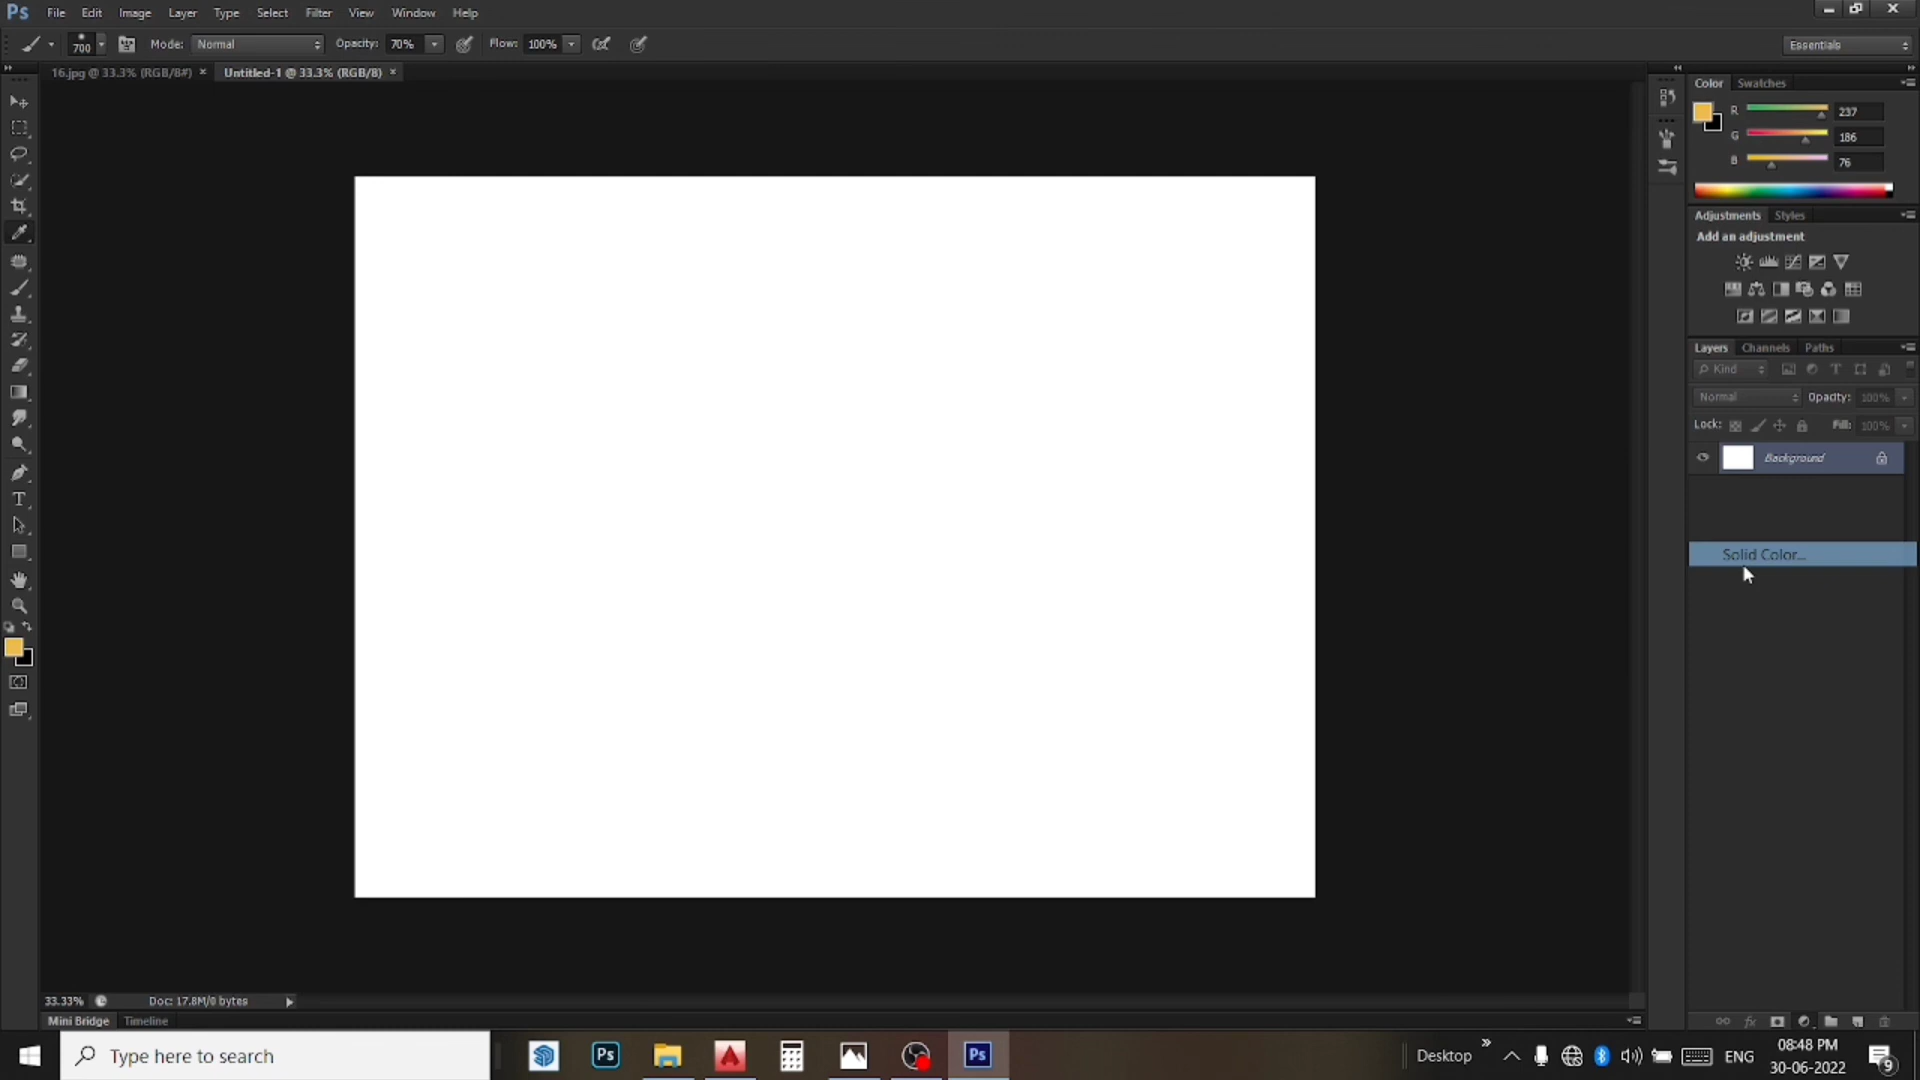 Ps File Edit Image Layer Type Select Filter View Window Help
700 Mode: Normal Opacity: 70% Flow: 100% Essentials
16.jpg @ 33.3% (RGB/8#) × Untitled-1 @ 33.3% (RGB/8) ×
Color Swatches
R 237
G 186
B 76
Adjustments Styles
Add an adjustment
Layers Channels Paths
Kind T
Normal Opacity: 100%
Lock: Fill: 100%
Background
Solid Color...
T
33.33% Doc: 17.8M/0 bytes
fx
Mini Bridge Timeline
Type here to search
Ps
Ps
Desktop
ENG
08:48 PM
30-06-2022
9